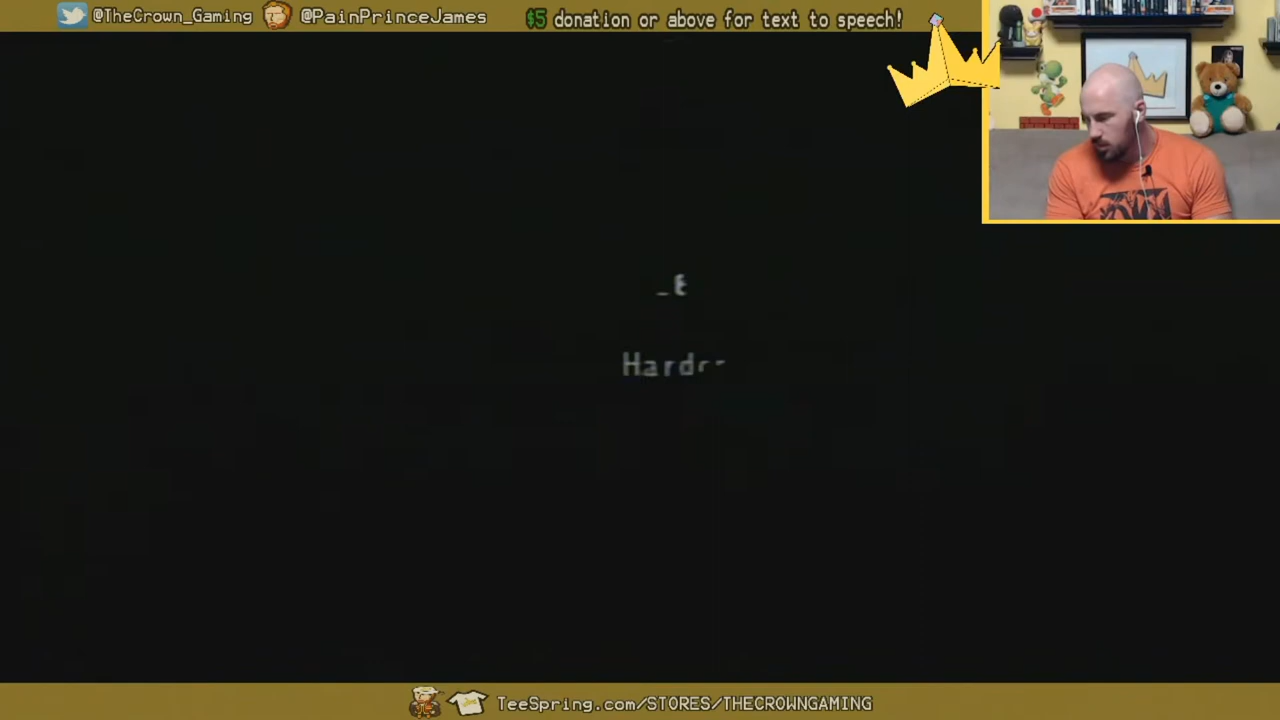 @TheCrown_Gaming @PainPrinceJames $5 donation or above for text to speech!
TeeSpring.com/STORES/THECROWNGAMING